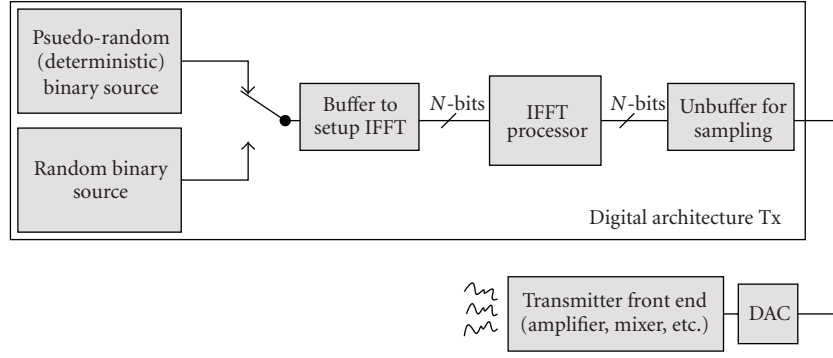 Psuedo-random
(deterministic)
binary source
Random binary
source
Buffer to
setup IFFT
N-bits
IFFT
processor
N-bits
Unbuffer for
sampling
Digital architecture Tx
Transmitter front end
(amplifier, mixer, etc.)
DAC